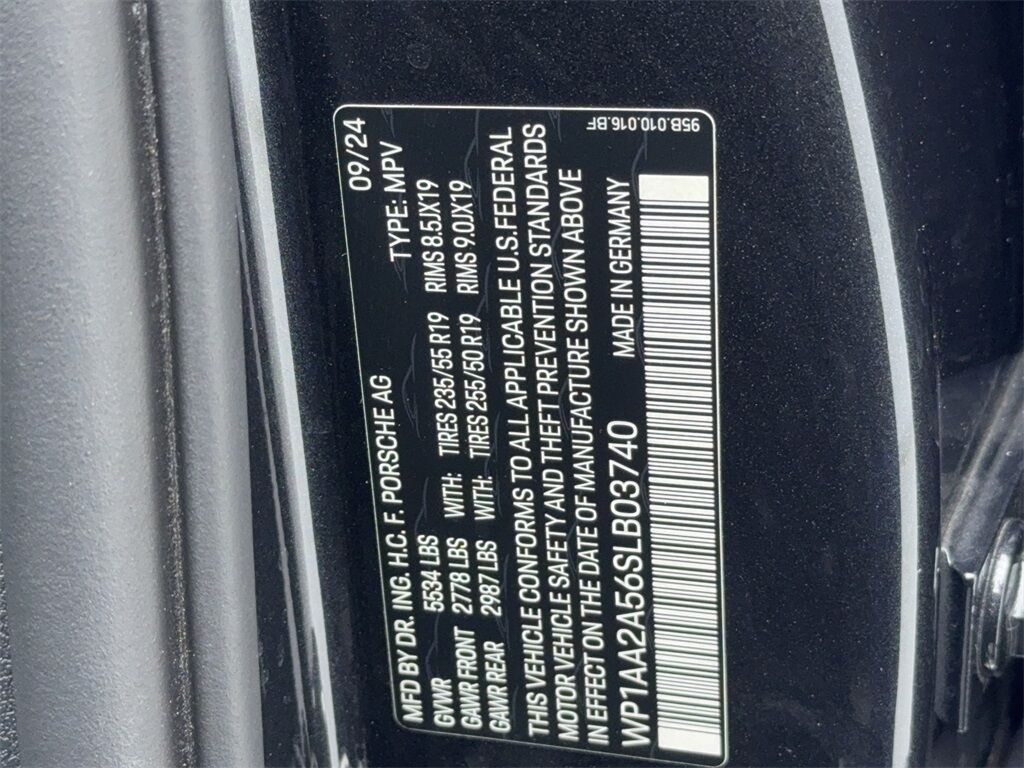 MFD BY DR. ING. H.C. F. PORSCHE AG 09/24
GVWR 5534 LBS TYPE: MPV
GAWR FRONT 2778 LBS WITH: TIRES 235/55 R19 RIMS 8.5JX19
GAWR REAR 2987 LBS WITH: TIRES 255/50 R19 RIMS 9.0JX19
THIS VEHICLE CONFORMS TO ALL APPLICABLE U.S. FEDERAL
MOTOR VEHICLE SAFETY AND THEFT PREVENTION STANDARDS
IN EFFECT ON THE DATE OF MANUFACTURE SHOWN ABOVE
WP1AA2A56SLB03740 MADE IN GERMANY
95B.010.016.BF